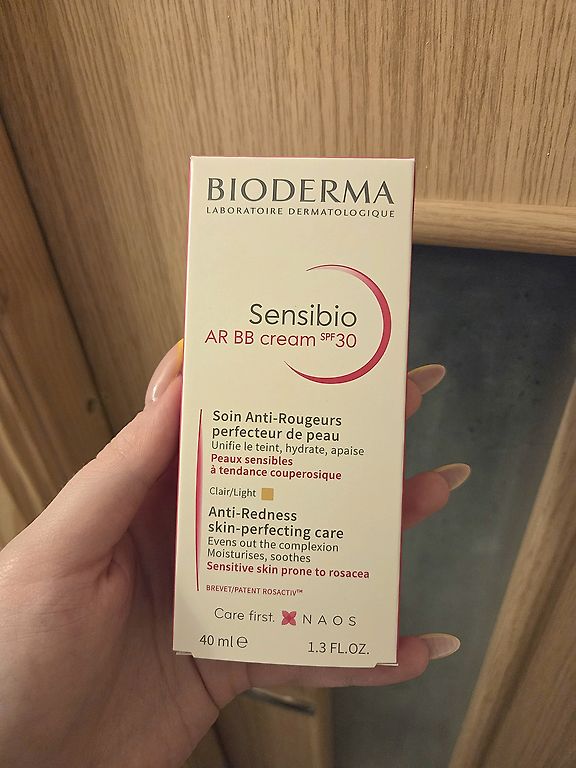 BIODERMA
LABORATOIRE DERMATOLOGIQUE
Sensibio
AR BB cream SPF30
Soin Anti-Rougeurs
perfecteur de peau
Unifie le teint, hydrate, apaise
Peaux sensibles
à tendance couperosique
Clair/Light
Anti-Redness
skin-perfecting care
Evens out the complexion
Moisturises, soothes
Sensitive skin prone to rosacea
BREVET/PATENT ROSACTIV™
Care first. NAOS
40 ml ℮ 1.3 FL.OZ.